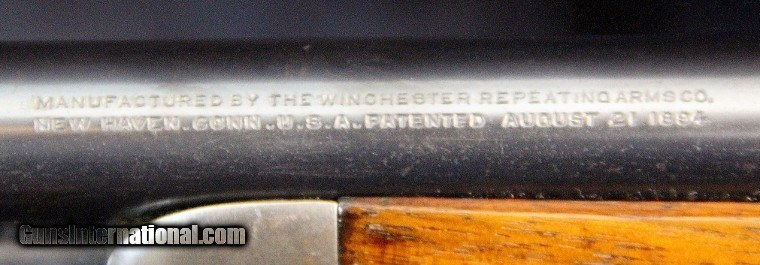 MANUFACTURED BY THE WINCHESTER REPEATING ARMS CO.
NEW HAVEN. CONN. U.S.A. PATENTED AUGUST 21 1894.
GunsInternational.com